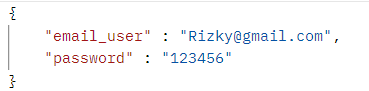 {
"email_user" : "Rizky@gmail.com",
"password" : "123456"
}